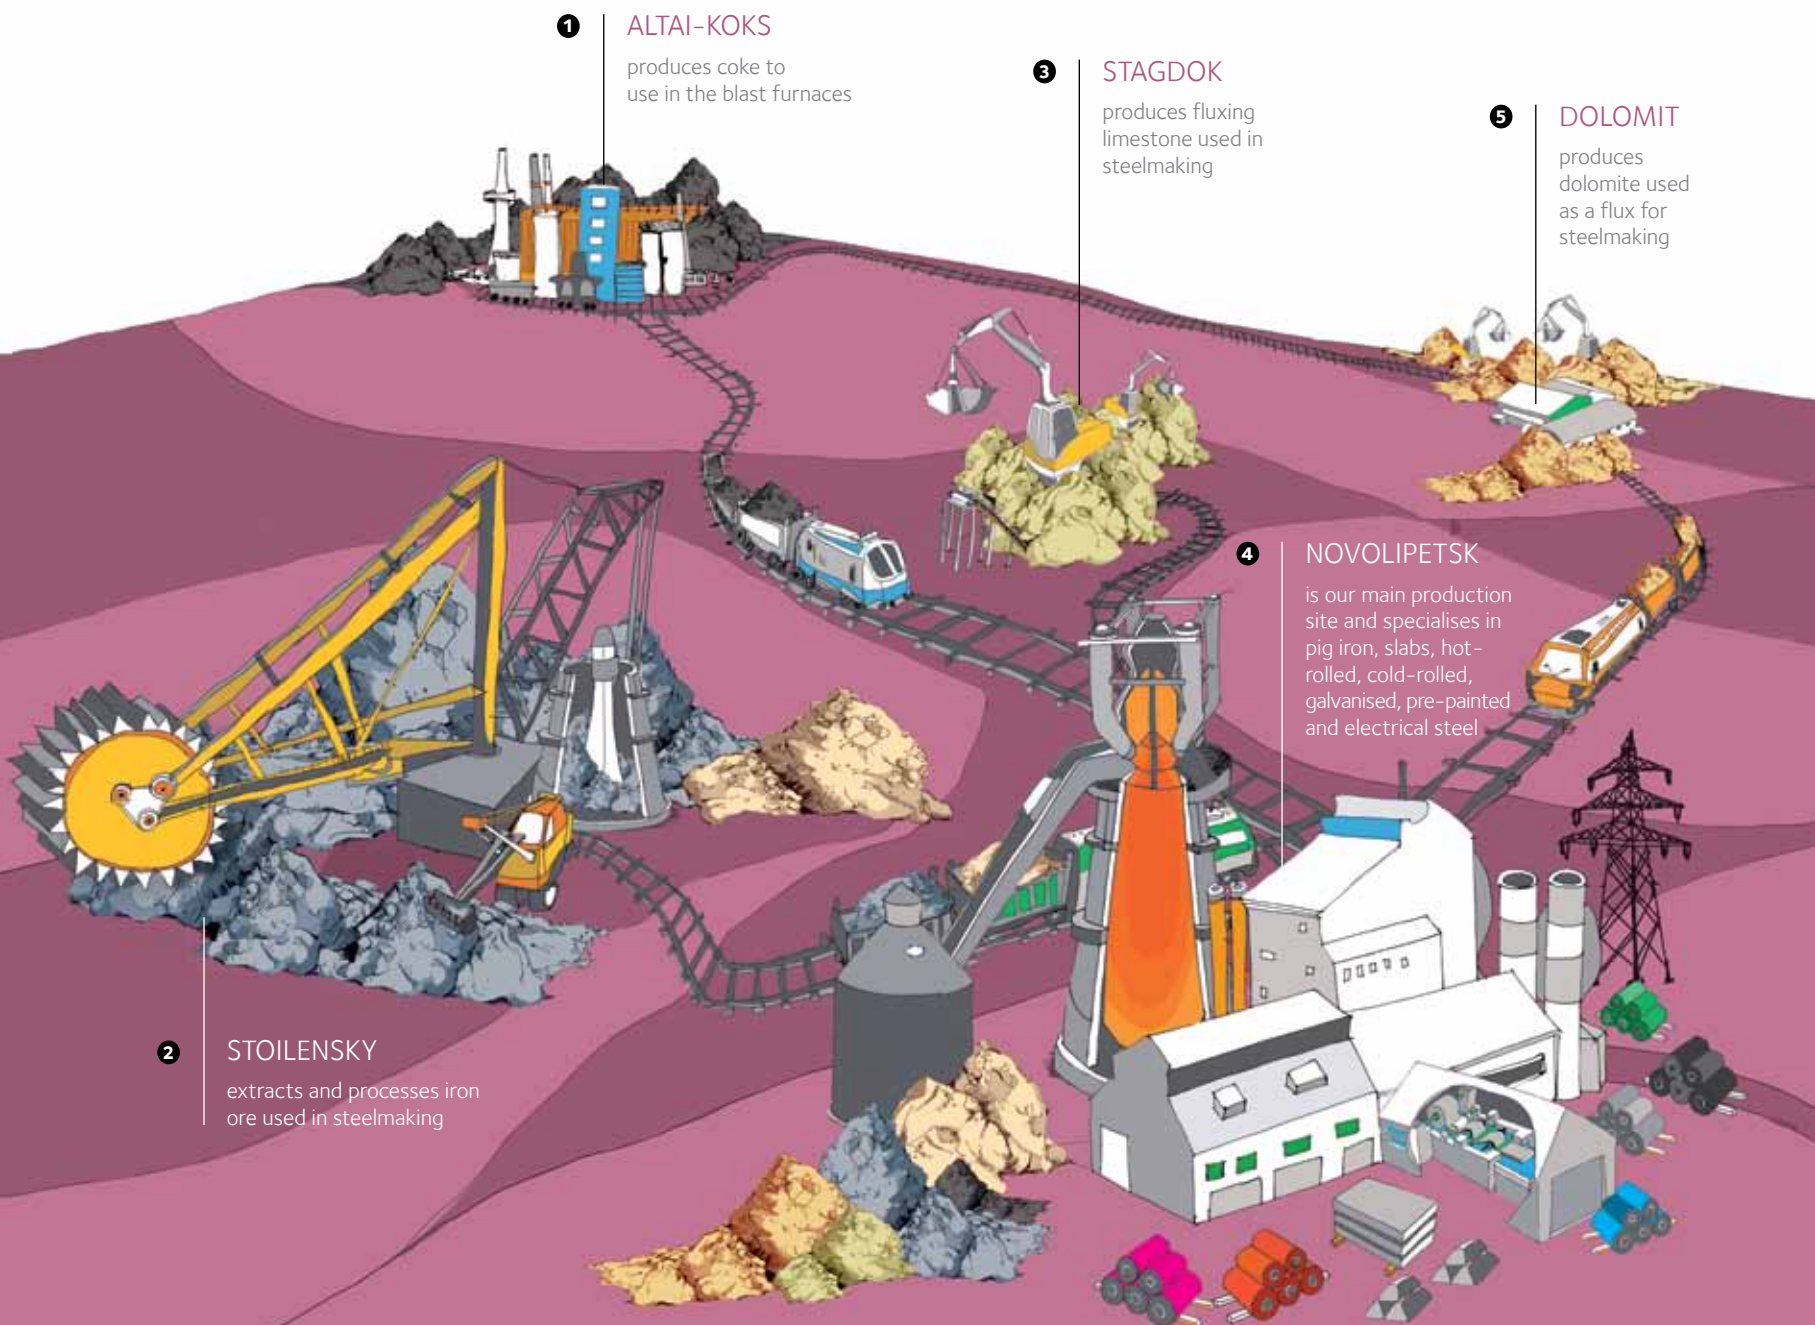 1
ALTAI-KOKS
produces coke to
use in the blast furnaces
3
STAGDOK
produces fluxing
limestone used in
steelmaking
5
DOLOMIT
produces
dolomite used
as a flux for
steelmaking
4
NOVOLIPETSK
is our main production
site and specialises in
pig iron, slabs, hot-
rolled, cold-rolled,
galvanised, pre-painted
and electrical steel
2
STOILENSKY
extracts and processes iron
ore used in steelmaking